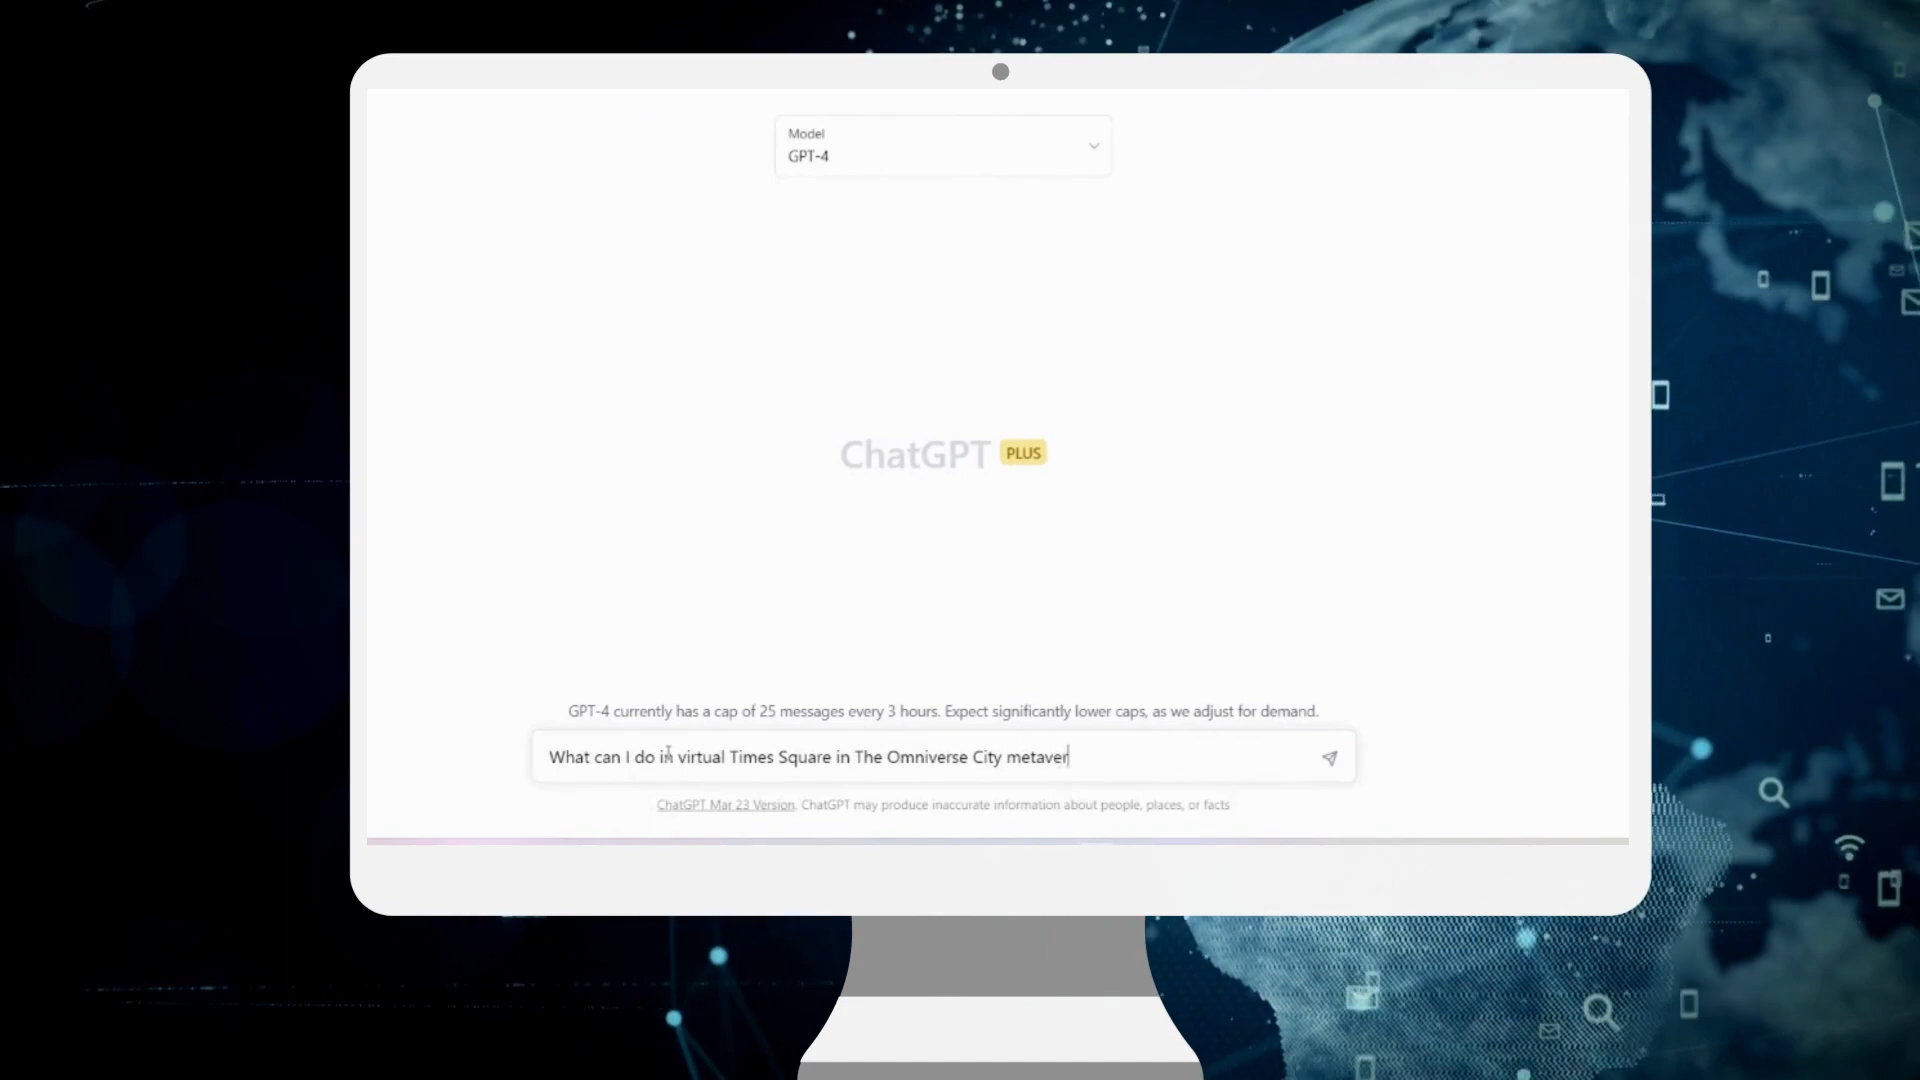 Model
GPT-4
ChatGPT PLUS
GPT-4 currently has a cap of 25 messages every 3 hours. Expect significantly lower caps, as we adjust for demand.
What can I do in virtual Times Square in The Omniverse City metaver
ChatGPT Mar 23 Version. ChatGPT may produce inaccurate information about people, places, or facts